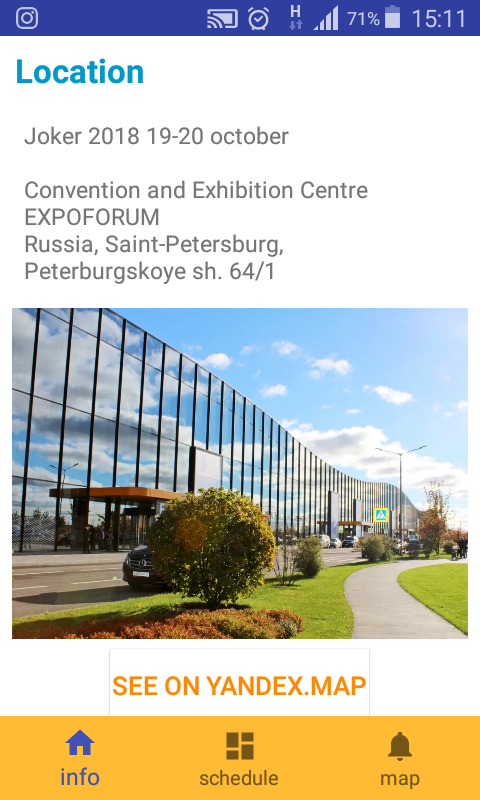 H 71% 15:11
Location
Joker 2018 19-20 october
Convention and Exhibition Centre
EXPOFORUM
Russia, Saint-Petersburg,
Peterburgskoye sh. 64/1
SEE ON YANDEX.MAP
info schedule map